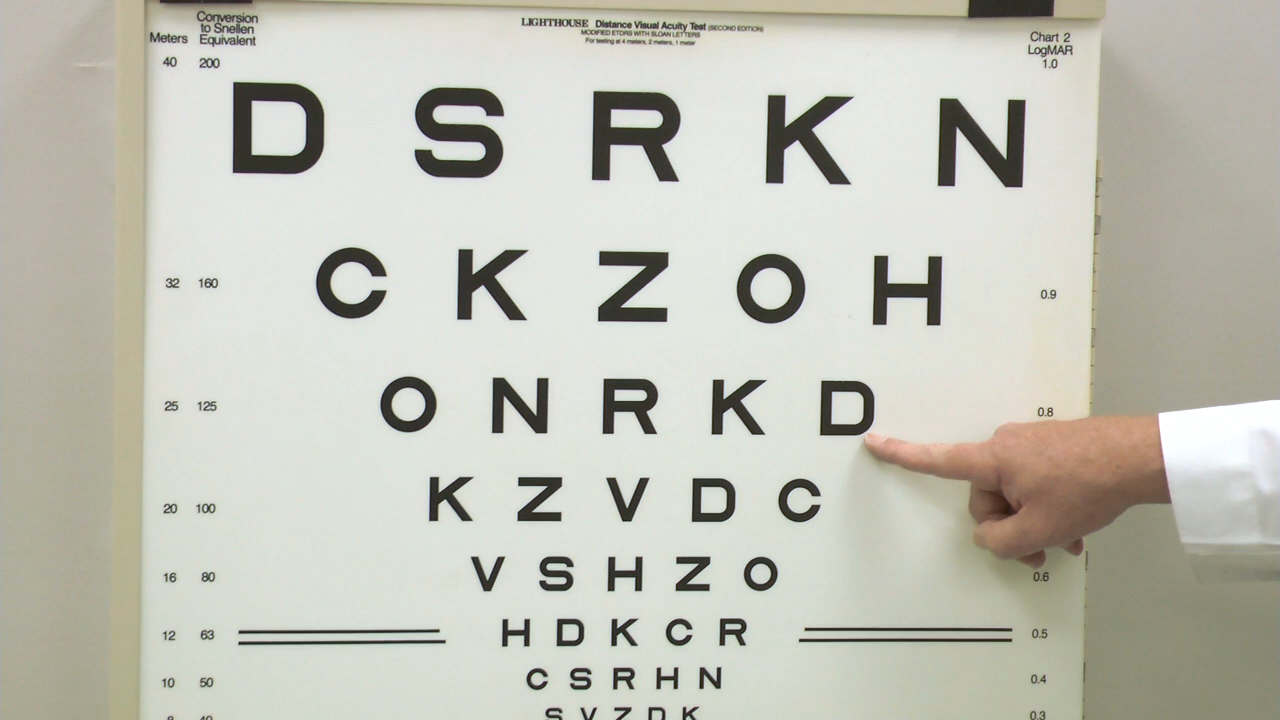 Conversion to Snellen Equivalent
Meters
LIGHTHOUSE Distance Visual Acuity Test (SECOND EDITION)
MODIFIED ETDRS WITH SLOAN LETTERS
For testing at 4 meters, 2 meters, 1 meter
Chart 2
LogMAR
40 200 D S R K N 1.0
32 160 C K Z O H 0.9
25 125 O N R K D 0.8
20 100 K Z V D C
16 80 V S H Z O 0.6
12 63 H D K C R 0.5
10 50 C S R H N 0.4
8 40 S V Z D K 0.3